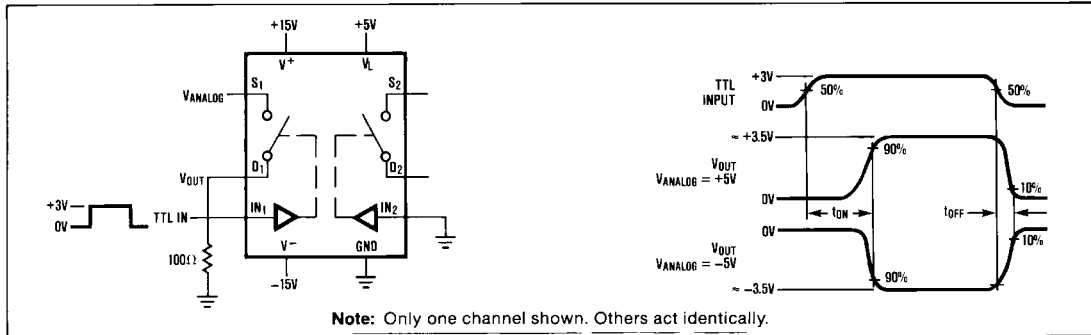 +15V +5V
V+ VL
S1 S2
VANALOG
D1 D2
VOUT
+3V
0V
TTL IN
IN1 IN2
100Ω
V− GND
−15V
TTL
INPUT
+3V
0V
50% 50%
≈ +3.5V
90%
VOUT
VANALOG = +5V
0V
10%
tON tOFF
0V
10%
VOUT
VANALOG = −5V
90%
≈ −3.5V
Note: Only one channel shown. Others act identically.